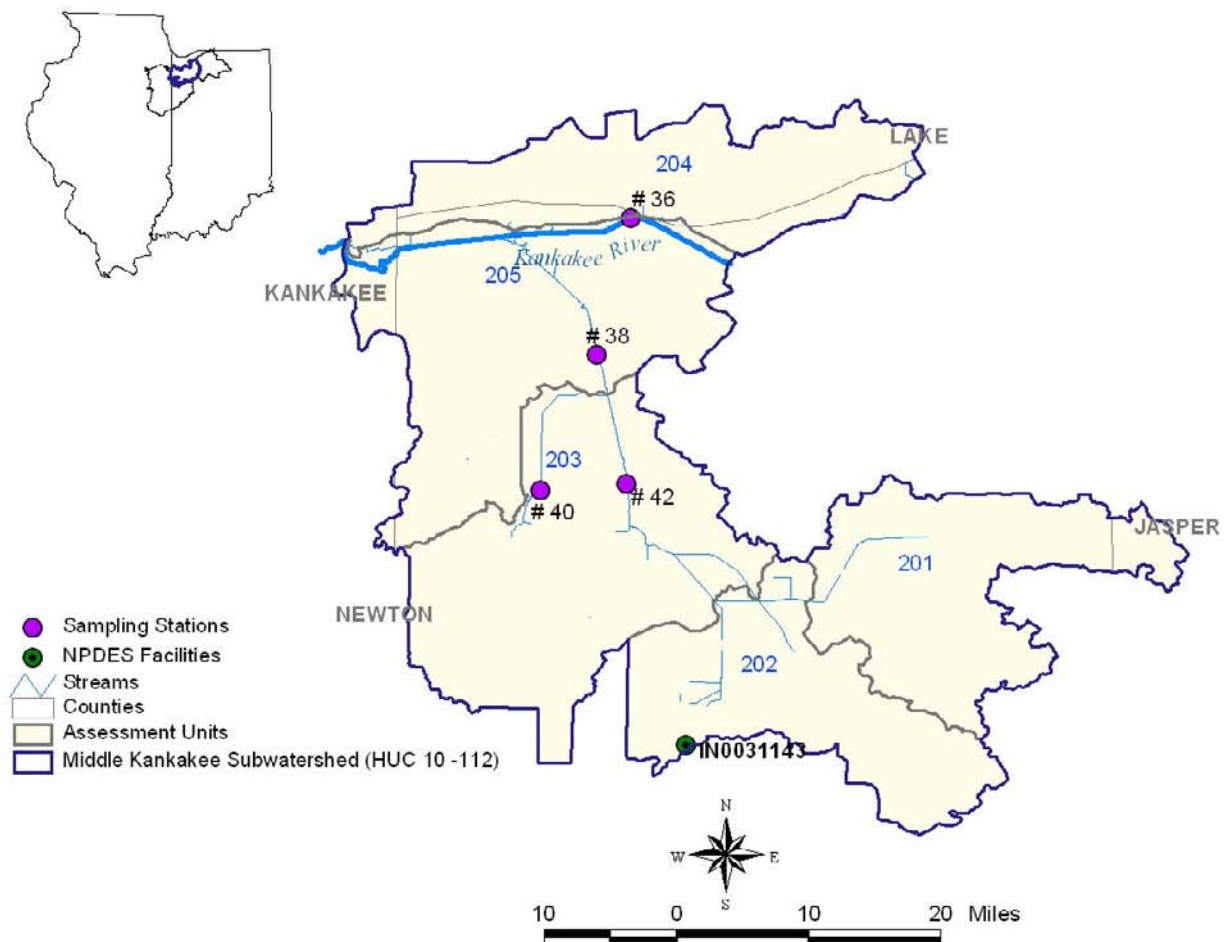 LAKE
204
# 36
Kankakee River
205
KANKAKEE
# 38
203
# 42
# 40
JASPER
201
NEWTON
202
IN0031143
Sampling Stations
NPDES Facilities
Streams
Counties
Assessment Units
Middle Kankakee Subwatershed (HUC 10 -112)
N
W E
S
10 0 10 20 Miles